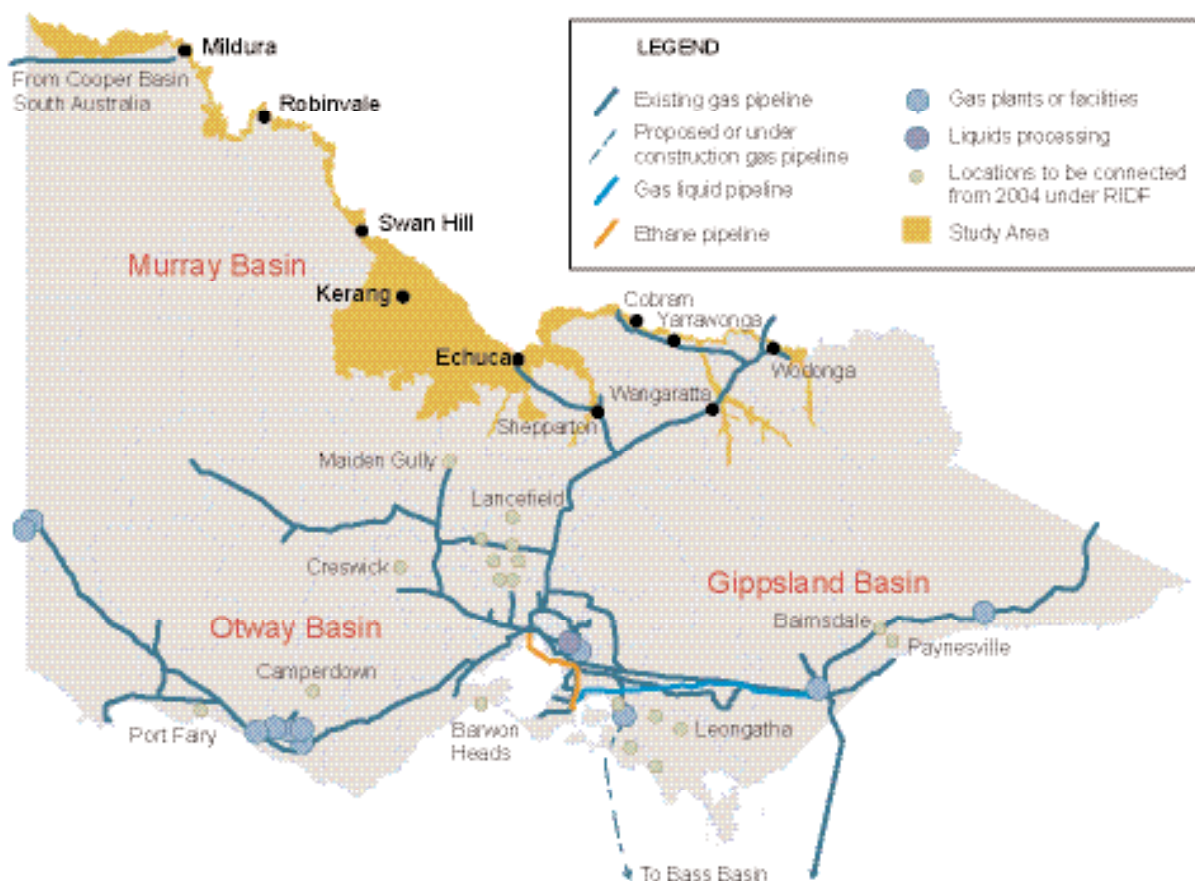 Mildura
From Cooper Basin
South Australia
Robinvale
Swan Hill
Murray Basin
Kerang
Echuca
Cobram
Yarrawonga
Wodonga
Wangaratta
Shepparton
Maiden Gully
Lancefield
Creswick
Gippsland Basin
Otway Basin
Bairnsdale
Paynesville
Camperdown
Port Fairy
Barwon
Heads
Leongatha
To Bass Basin
LEGEND
Existing gas pipeline
Proposed or under
construction gas pipeline
Gas liquid pipeline
Ethane pipeline
Gas plants or facilities
Liquids processing
Locations to be connected
from 2004 under RIDF
Study Area